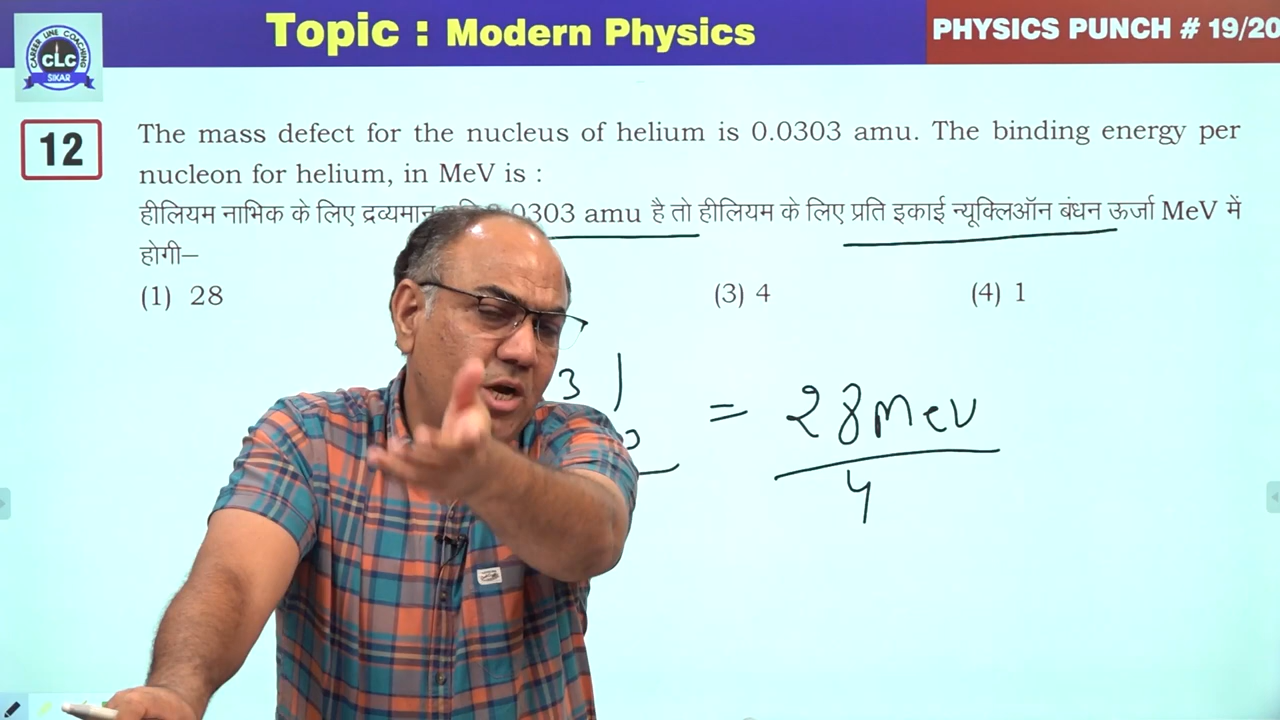 Topic : Modern Physics
PHYSICS PUNCH # 19/20
CAREER LINE COACHING
CLC
SIKAR
12
The mass defect for the nucleus of helium is 0.0303 amu. The binding energy per
nucleon for helium, in MeV is :
हीलियम नाभिक के लिए द्रव्यमान 0.0303 amu है तो हीलियम के लिए प्रति इकाई न्यूक्लिऑन बंधन ऊर्जा MeV में
होगी–
(1) 28
(3) 4
(4) 1
31
= 28 MeV
4